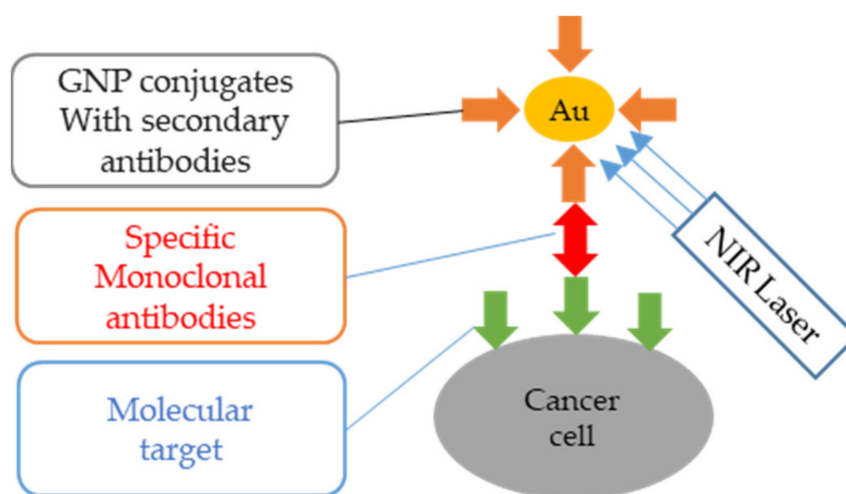 GNP conjugates
With secondary
antibodies
Au
Specific
Monoclonal
antibodies
NIR Laser
Molecular
target
Cancer
cell